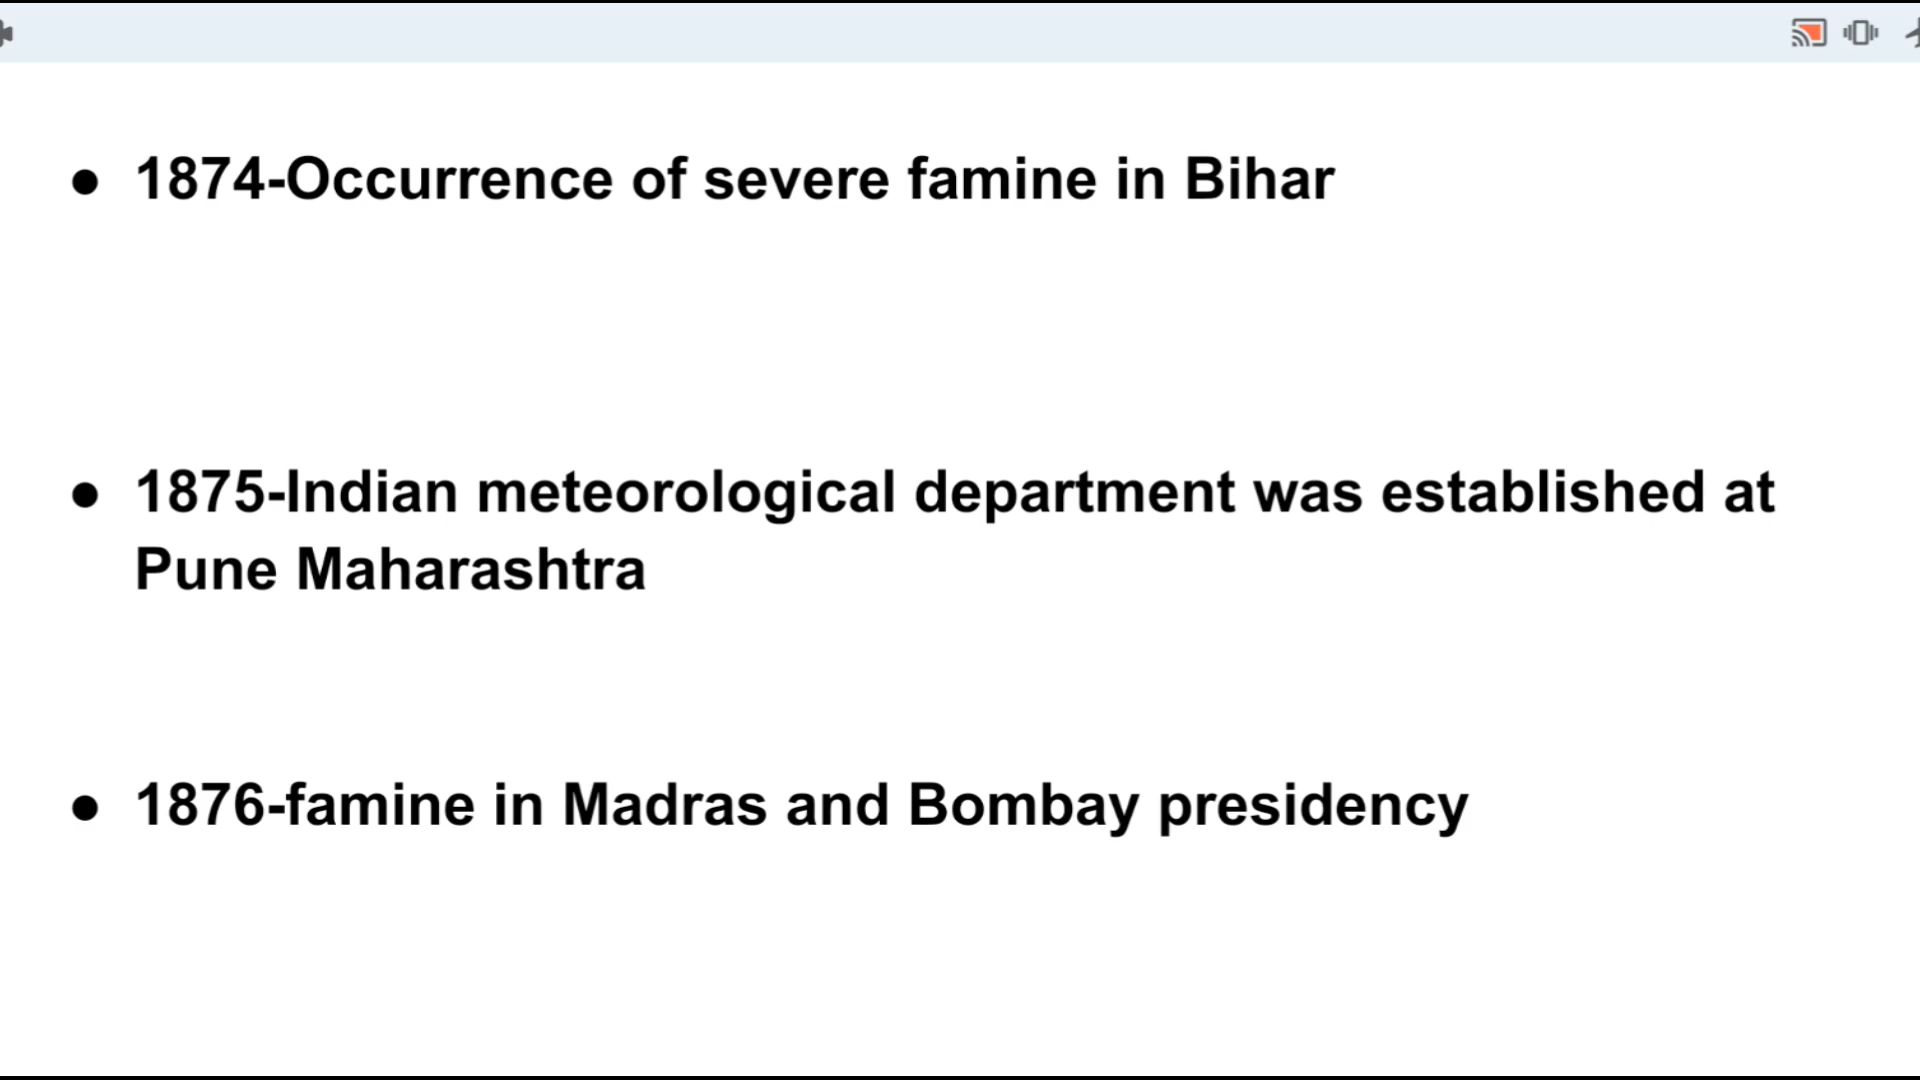 ● 1874-Occurrence of severe famine in Bihar
● 1875-Indian meteorological department was established at
Pune Maharashtra
● 1876-famine in Madras and Bombay presidency